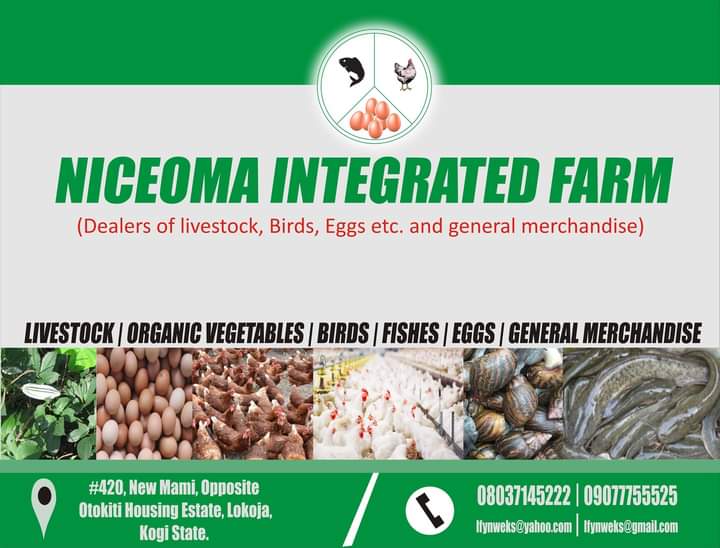 NICEOMA INTEGRATED FARM
(Dealers of livestock, Birds, Eggs etc. and general merchandise)
LIVESTOCK | ORGANIC VEGETABLES | BIRDS | FISHES | EGGS | GENERAL MERCHANDISE
#420, New Mami, Opposite
Otokiti Housing Estate, Lokoja,
Kogi State.
08037145222 | 09077755525
Ifynweks@yahoo.com | Ifynweks@gmail.com